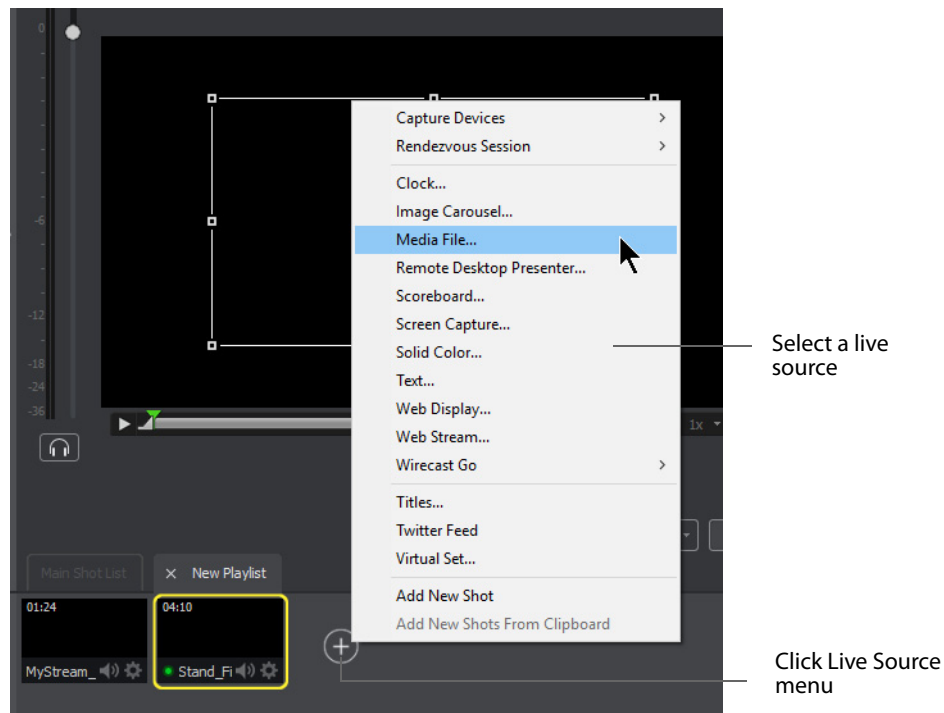 0
-6
-12
-18
-24
-36
Capture Devices
Rendezvous Session
Clock...
Image Carousel...
Media File...
Remote Desktop Presenter...
Scoreboard...
Screen Capture...
Solid Color...
Text...
Web Display...
Web Stream...
Wirecast Go
Titles...
Twitter Feed
Virtual Set...
Add New Shot
Add New Shots From Clipboard
Select a live
source
1x
Main Shot List
× New Playlist
01:24
04:10
MyStream_
Stand_Fi
Click Live Source
menu